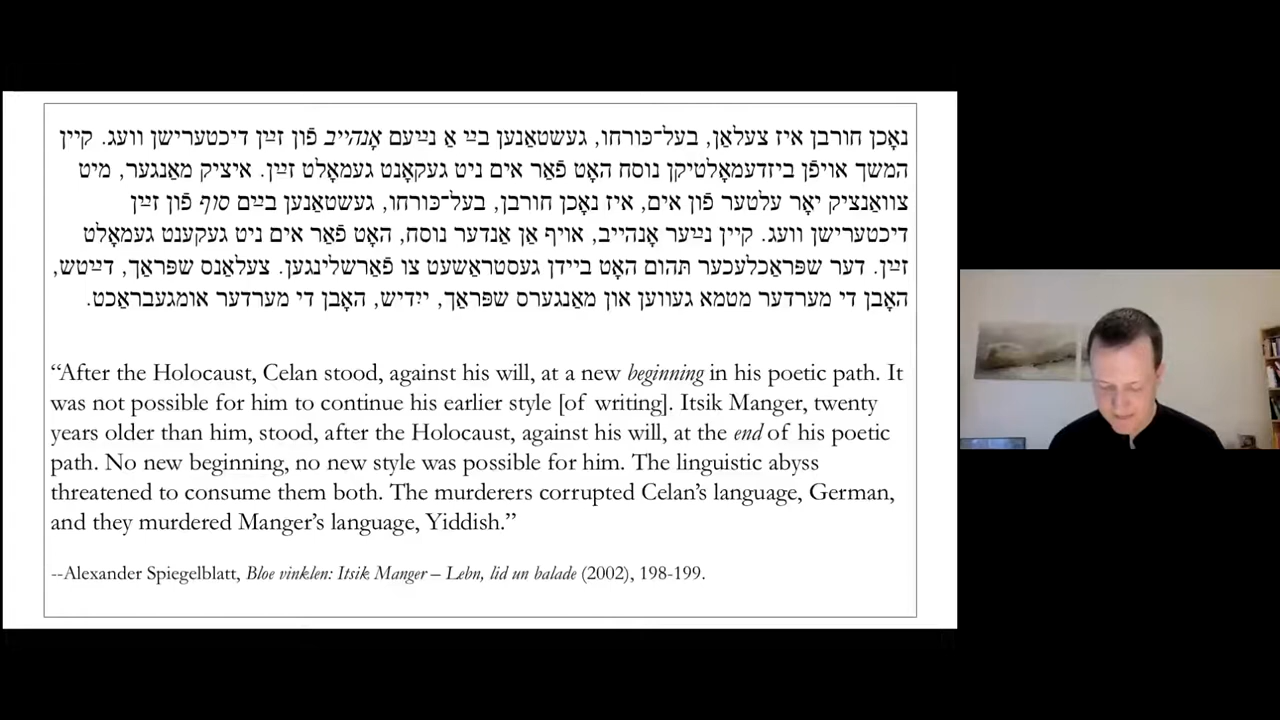 נאָכן חורבן איז צעלאַן, בעל־כּורחו, געשטאַנען בײַ אַ נײַעם אָנהייב פֿון זײַן דיכטערישן וועג. קיין
המשך אויפֿן ביזדעמאָלטיקן נוסח האָט פֿאַר אים ניט געקאָנט געמאָלט זײַן. איציק מאַנגער, מיט
צוואַנציק יאָר עלטער פֿון אים, איז נאָכן חורבן, בעל־כּורחו, געשטאַנען בײַם סוף פֿון זײַן
דיכטערישן וועג. קיין נײַער אָנהייב, אויף אַן אַנדער נוסח, האָט פֿאַר אים ניט געקענט געמאָלט
זײַן. דער שפּראַכלעכער תּהום האָט ביידן געסטראַשעט צו פֿאַרשלינגען. צעלאַנס שפּראַך, דײַטש,
האָבן די מערדער מטמא געווען און מאַנגערס שפּראַך, ייִדיש, האָבן די מערדער אומגעבראַכט.
“After the Holocaust, Celan stood, against his will, at a new beginning in his poetic path. It
was not possible for him to continue his earlier style [of writing]. Itsik Manger, twenty
years older than him, stood, after the Holocaust, against his will, at the end of his poetic
path. No new beginning, no new style was possible for him. The linguistic abyss
threatened to consume them both. The murderers corrupted Celan’s language, German,
and they murdered Manger’s language, Yiddish.”
--Alexander Spiegelblatt, Bloe vinklen: Itsik Manger – Lebn, lid un balade (2002), 198-199.